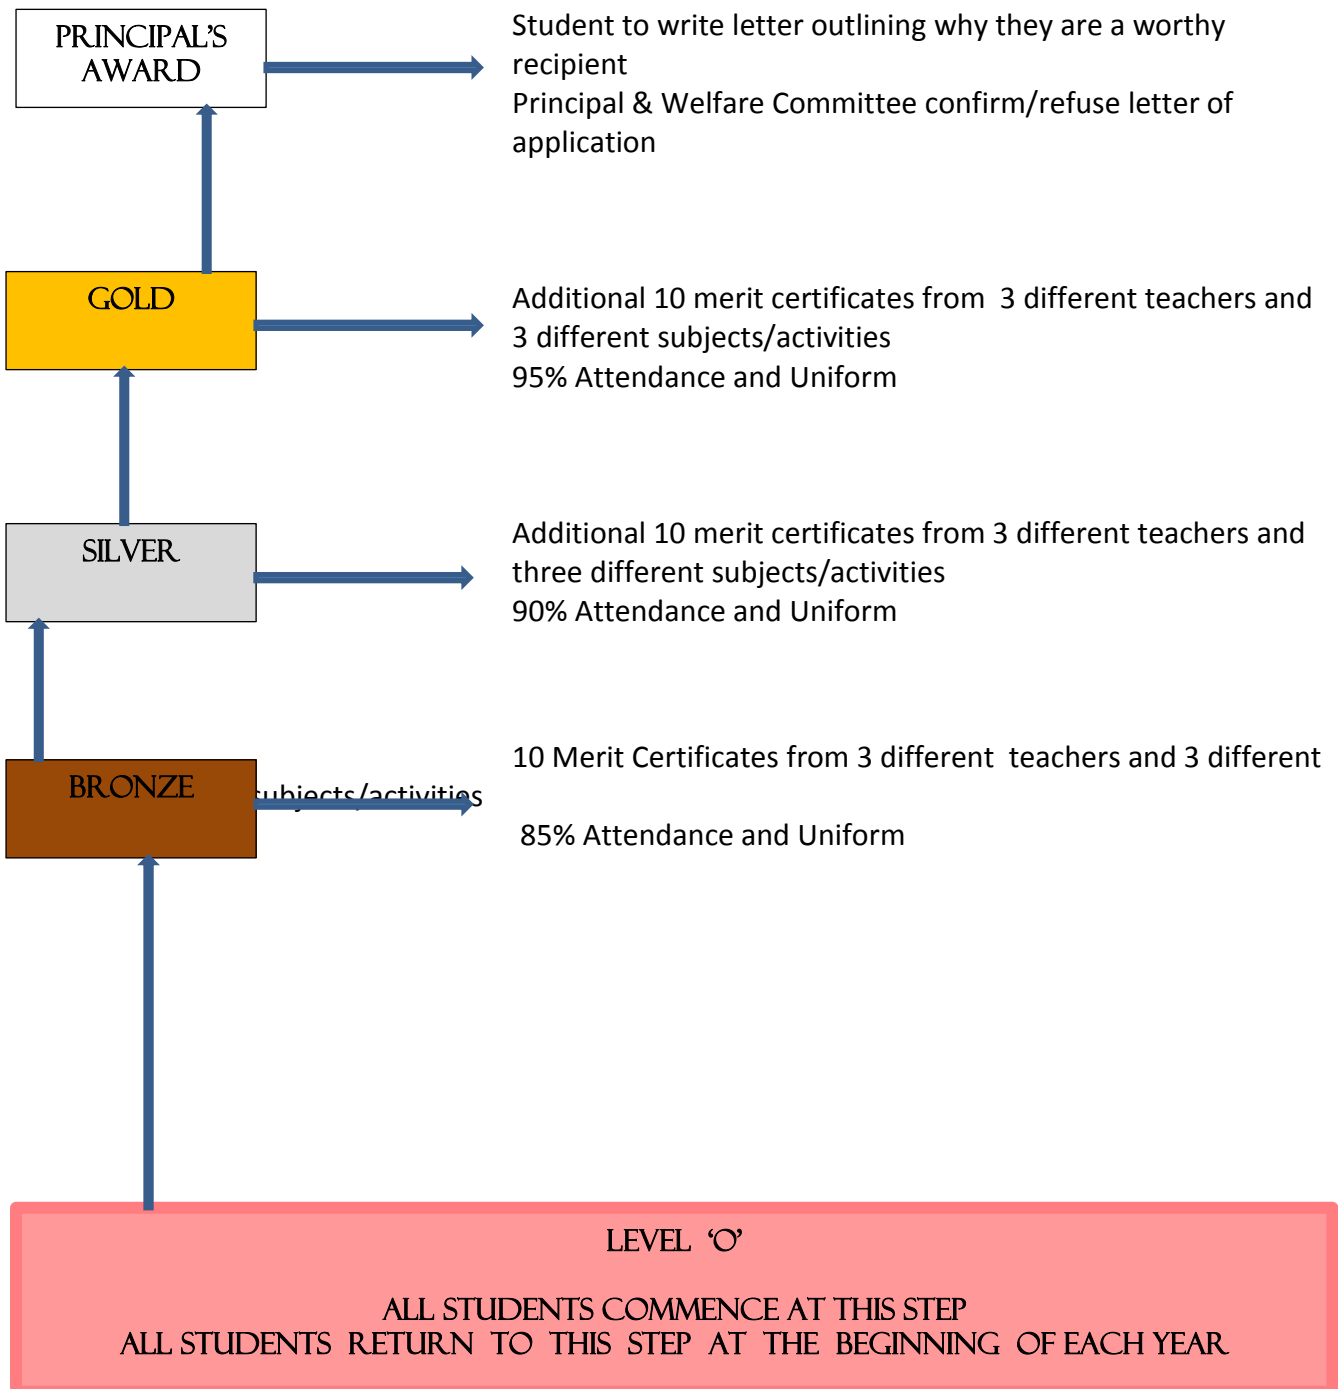 PRINCIPAL'S
AWARD
Student to write letter outlining why they are a worthy
recipient
Principal & Welfare Committee confirm/refuse letter of
application
GOLD
Additional 10 merit certificates from  3 different teachers and
3 different subjects/activities
95% Attendance and Uniform
SILVER
Additional 10 merit certificates from 3 different teachers and
three different subjects/activities
90% Attendance and Uniform
BRONZE
10 Merit Certificates from 3 different  teachers and 3 different
subjects/activities
85% Attendance and Uniform
LEVEL  ‘O’
ALL STUDENTS COMMENCE AT THIS STEP
ALL STUDENTS  RETURN  TO  THIS  STEP  AT  THE  BEGINNING  OF EACH YEAR